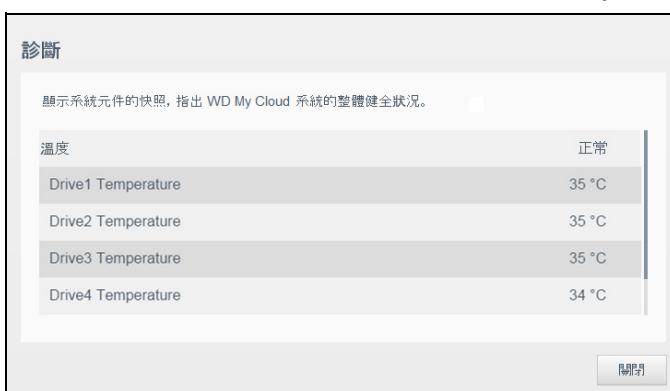 診斷
顯示系統元件的快照, 指出 WD My Cloud 系統的整體健全狀況。
溫度 正常
Drive1 Temperature 35 °C
Drive2 Temperature 35 °C
Drive3 Temperature 35 °C
Drive4 Temperature 34 °C
關閉